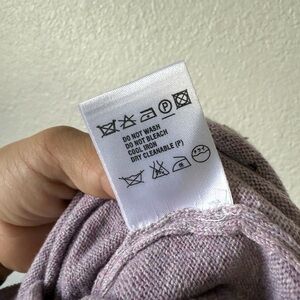 DO NOT WASH
DO NOT BLEACH
COOL IRON
DRY CLEANABLE (P)